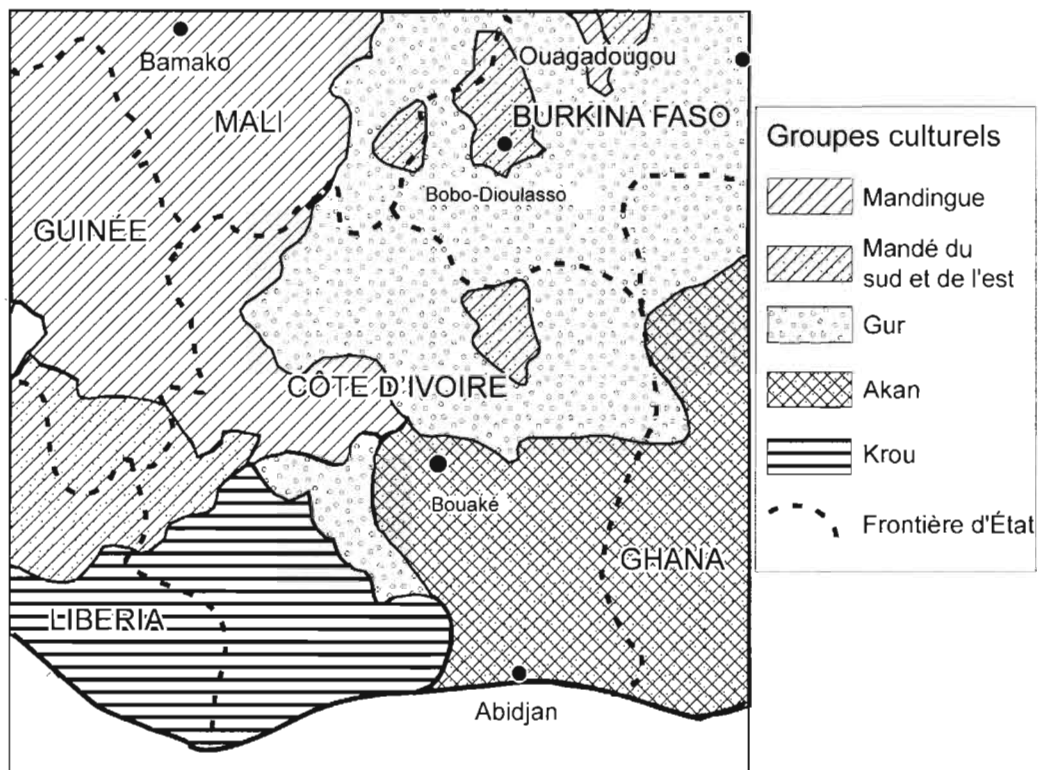 Bamako
Ouagadougou
MALI
BURKINA FASO
Bobo-Dioulasso
GUINÉE
CÔTE D'IVOIRE
Bouaké
GHANA
LIBERIA
Abidjan
Groupes culturels
Mandingue
Mandé du
sud et de l'est
Gur
Akan
Krou
Frontière d'État